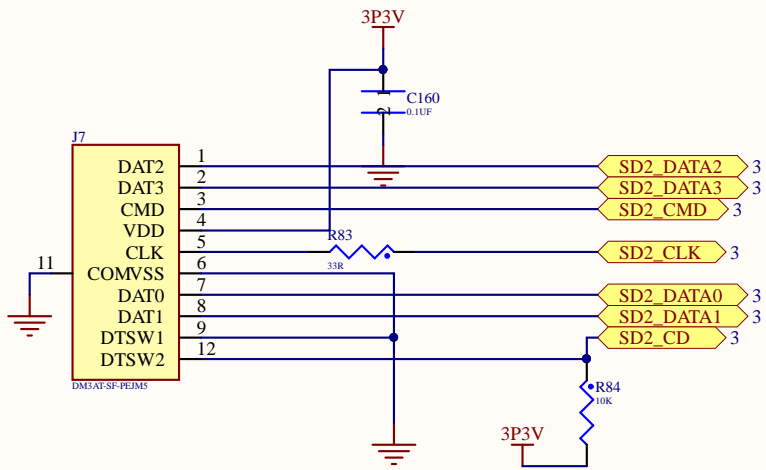 3P3V
C160
0.1UF
1
2
J7
DAT2 1 SD2_DATA2 3
DAT3 2 SD2_DATA3 3
CMD 3 SD2_CMD 3
VDD 4
R83
CLK 5 SD2_CLK 3
33R
11 COMVSS 6
DAT0 7 SD2_DATA0 3
DAT1 8 SD2_DATA1 3
DTSW1 9 SD2_CD 3
DTSW2 12
DM3AT-SF-PEJM5
R84
10K
3P3V